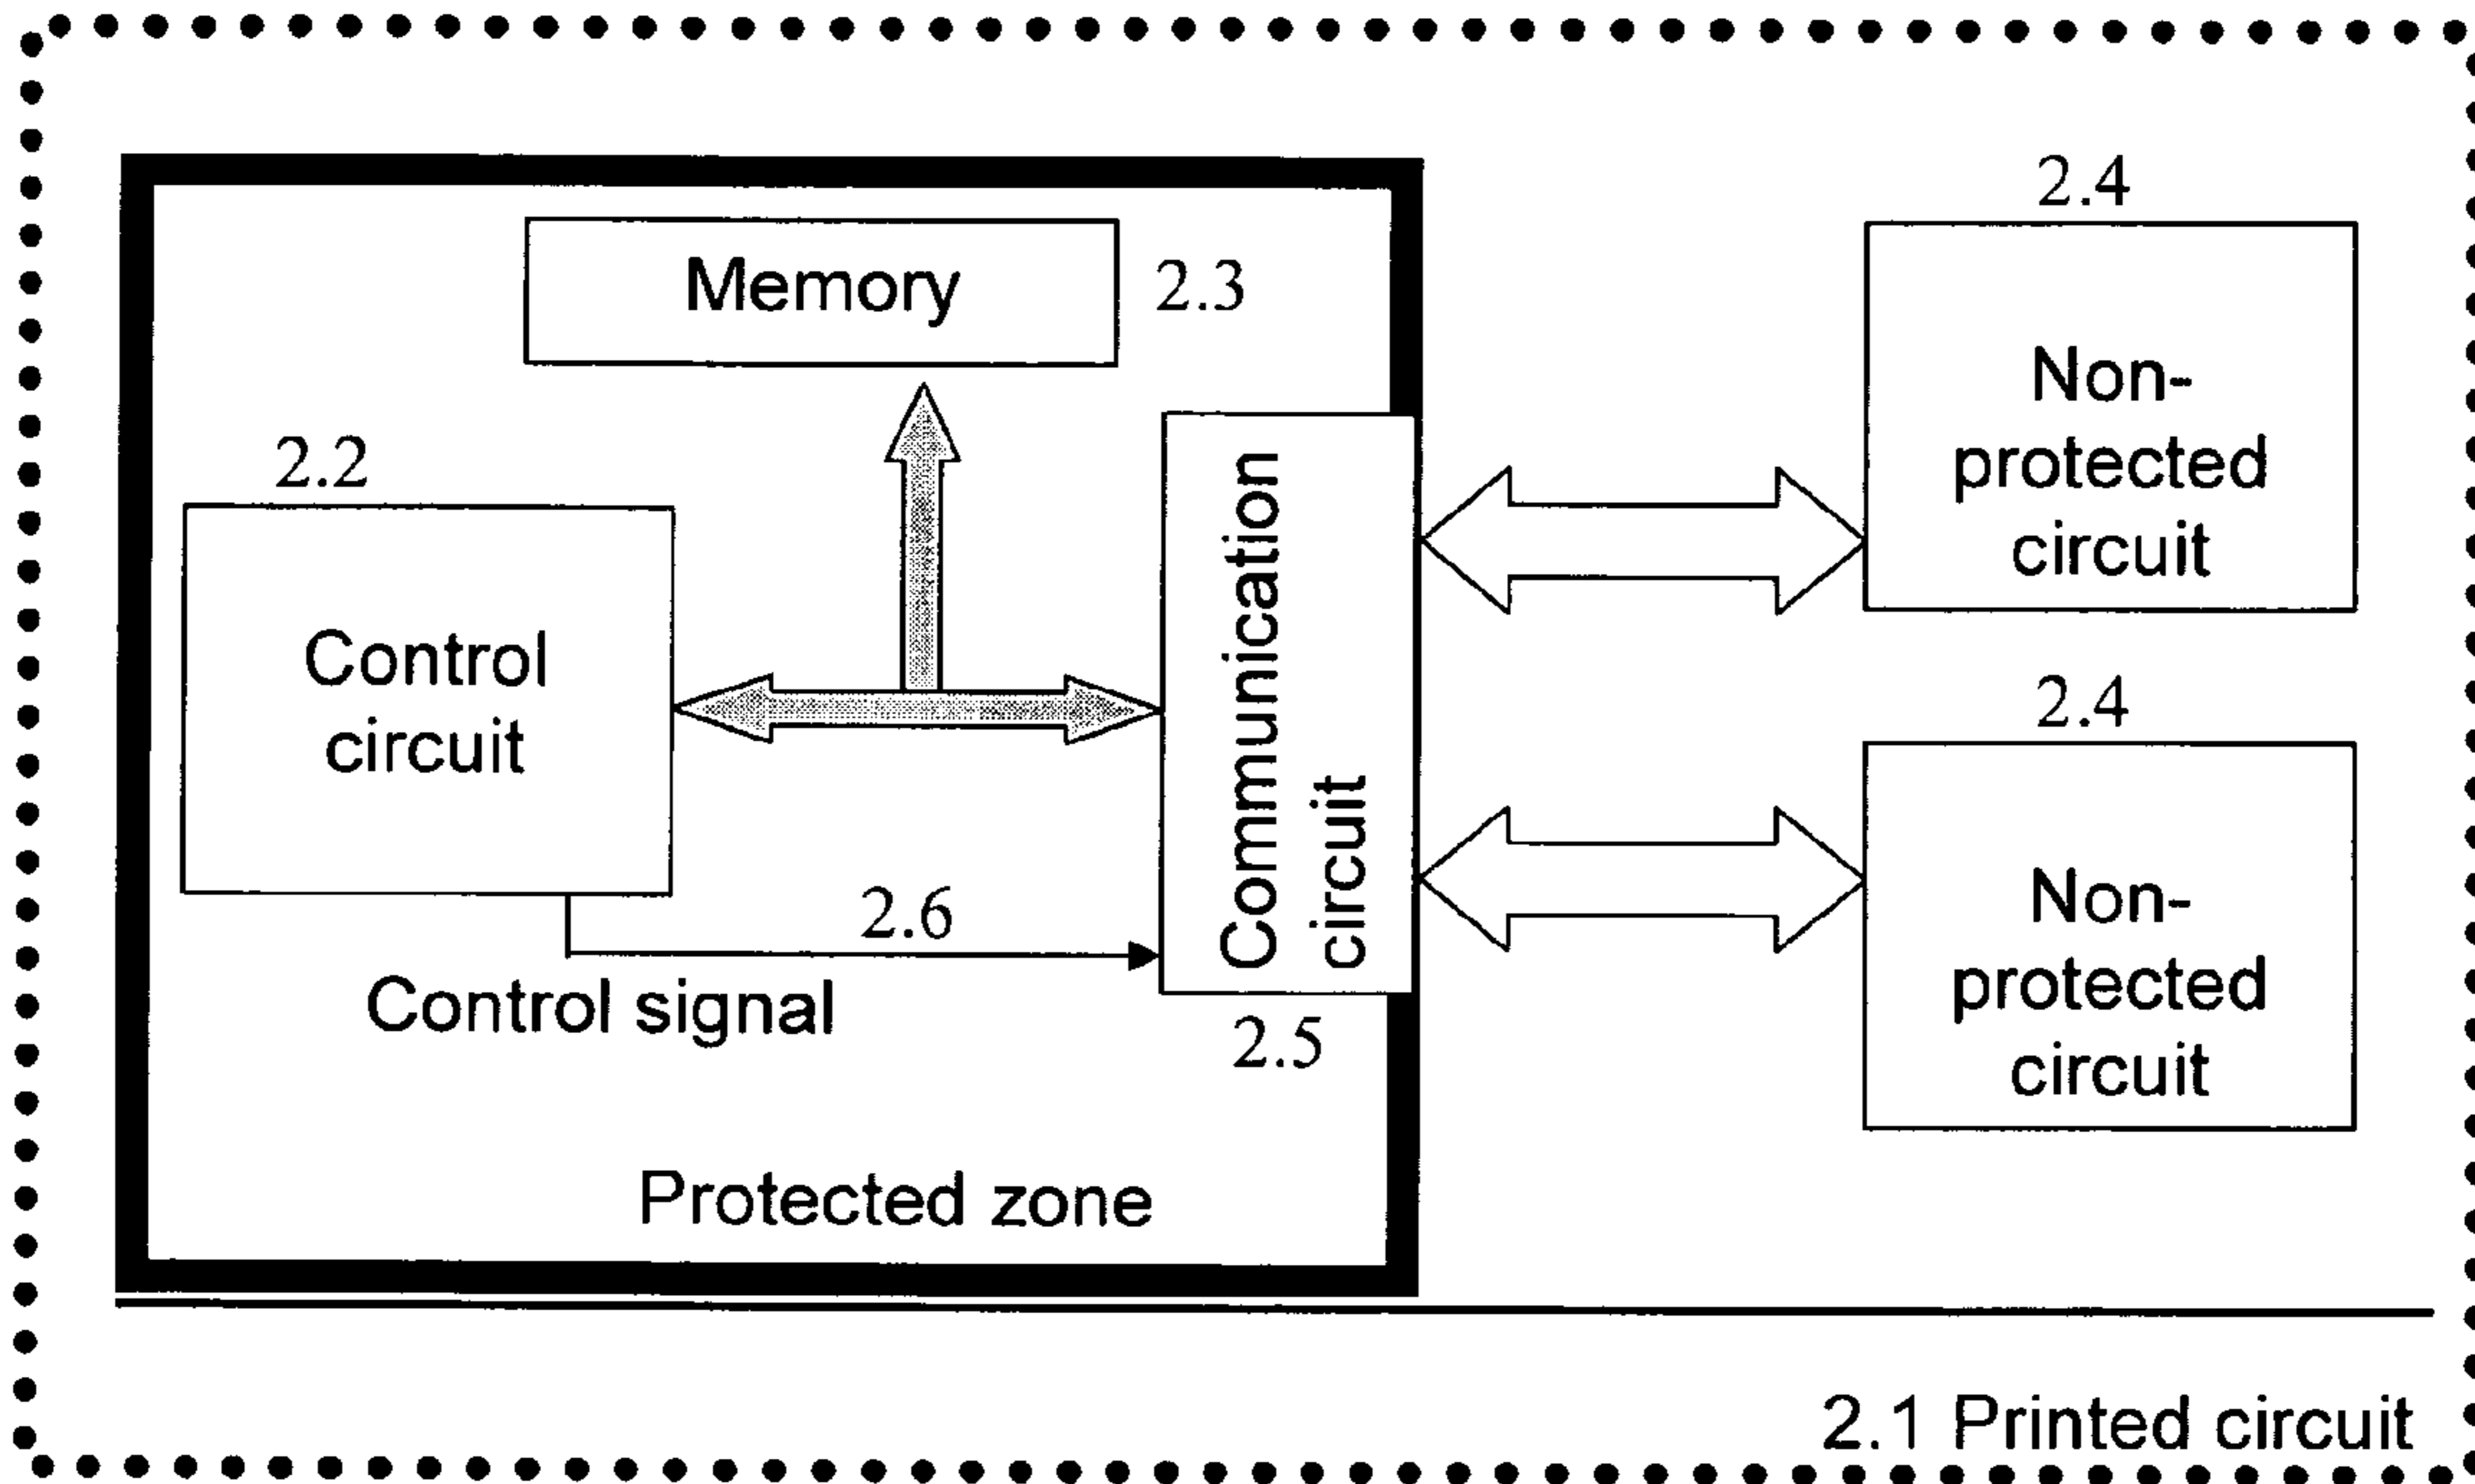 2.4
Memory
2.3
Non-
protected
circuit
2.2
Control
circuit
Communication
circuit
2.4
2.6
Non-
protected
circuit
Control signal
2.5
Protected zone
2.1 Printed circuit